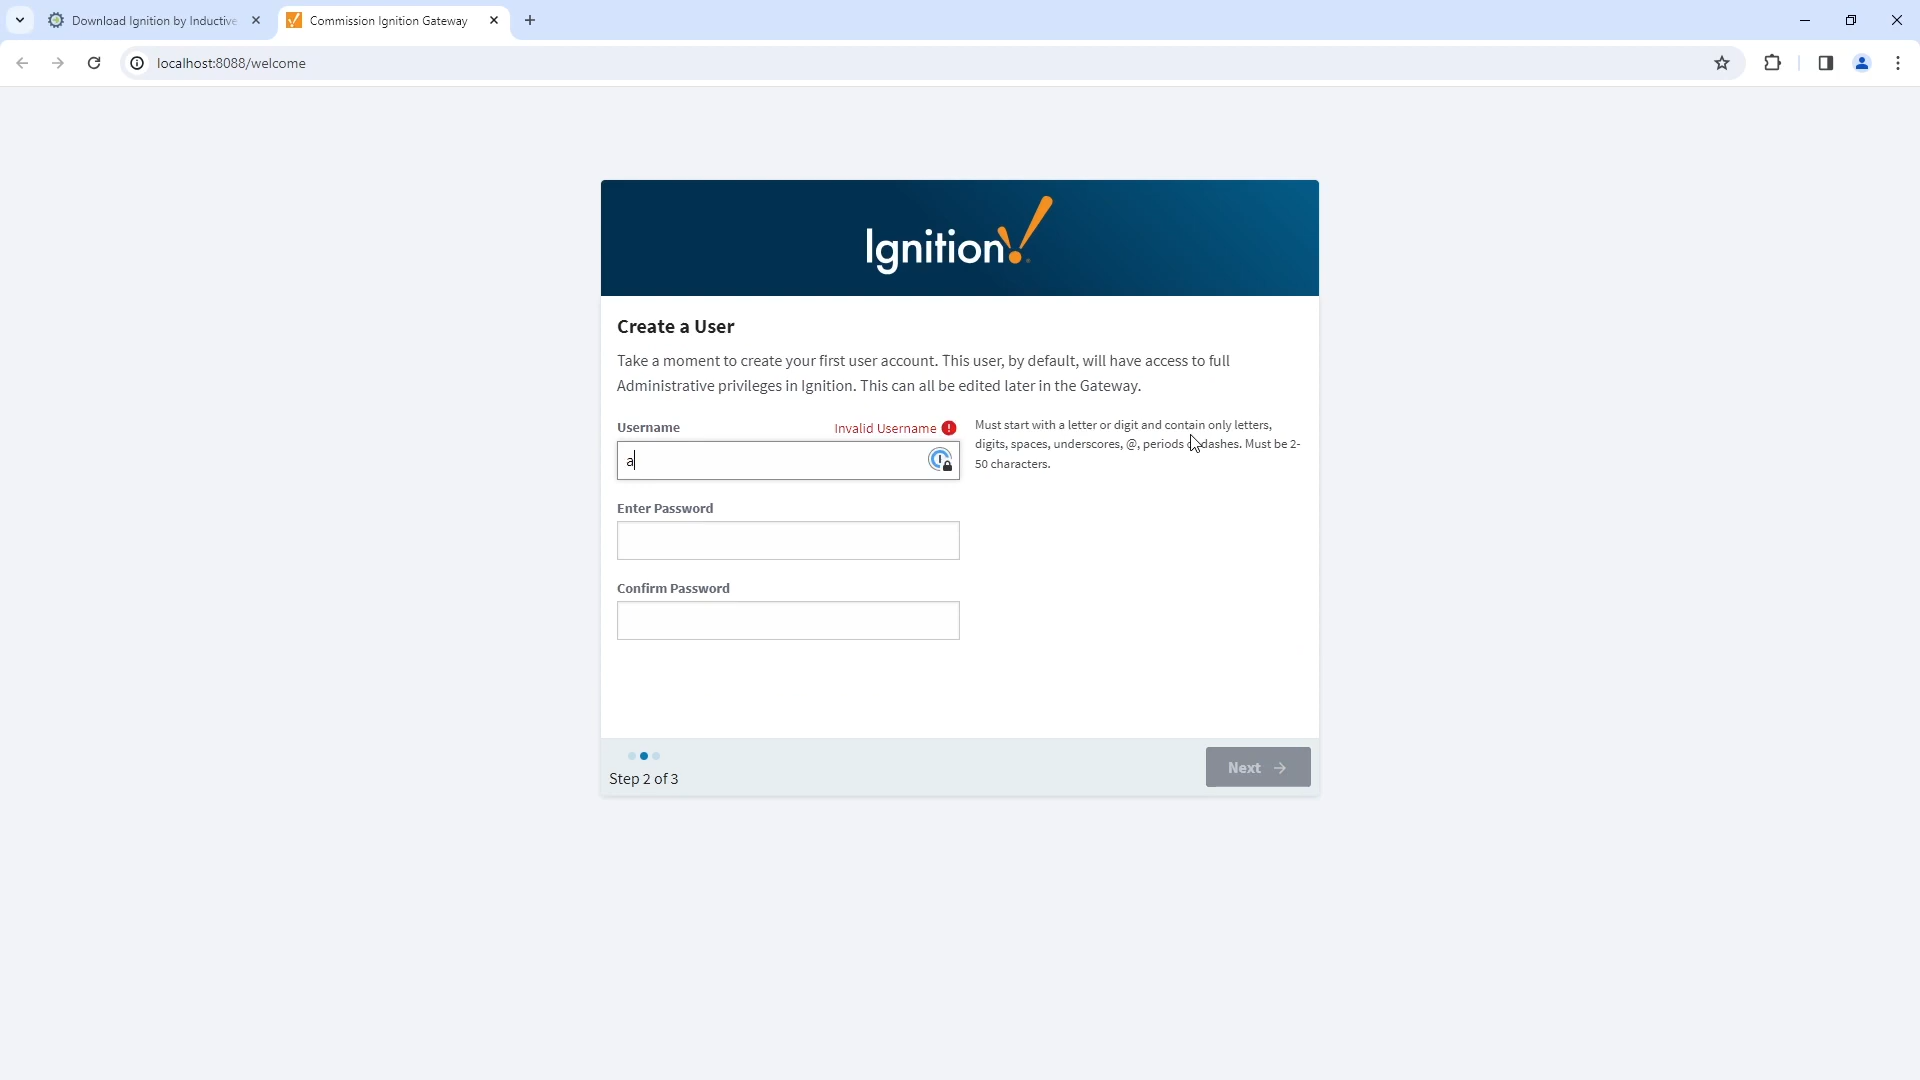 Download Ignition by Inductive
Commission Ignition Gateway
localhost:8088/welcome
Ignition!
Create a User
Take a moment to create your first user account. This user, by default, will have access to full
Administrative privileges in Ignition. This can all be edited later in the Gateway.
Username
Invalid Username
Must start with a letter or digit and contain only letters,
digits, spaces, underscores, @, periods dashes. Must be 2-
50 characters.
a
Enter Password
Confirm Password
Step 2 of 3
Next